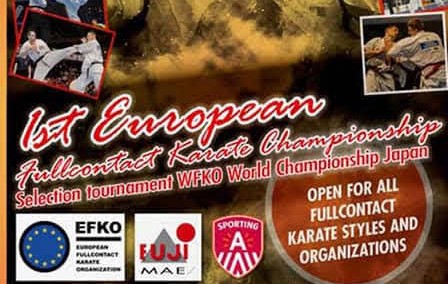 1st European
Fullcontact Karate Championship
Selection tournament WFKO World Championship Japan
OPEN FOR ALL
FULLCONTACT
KARATE STYLES AND
ORGANIZATIONS
EFKO
EUROPEAN
FULLCONTACT
KARATE
ORGANIZATION
FUJI
MAE
SPORTING
A